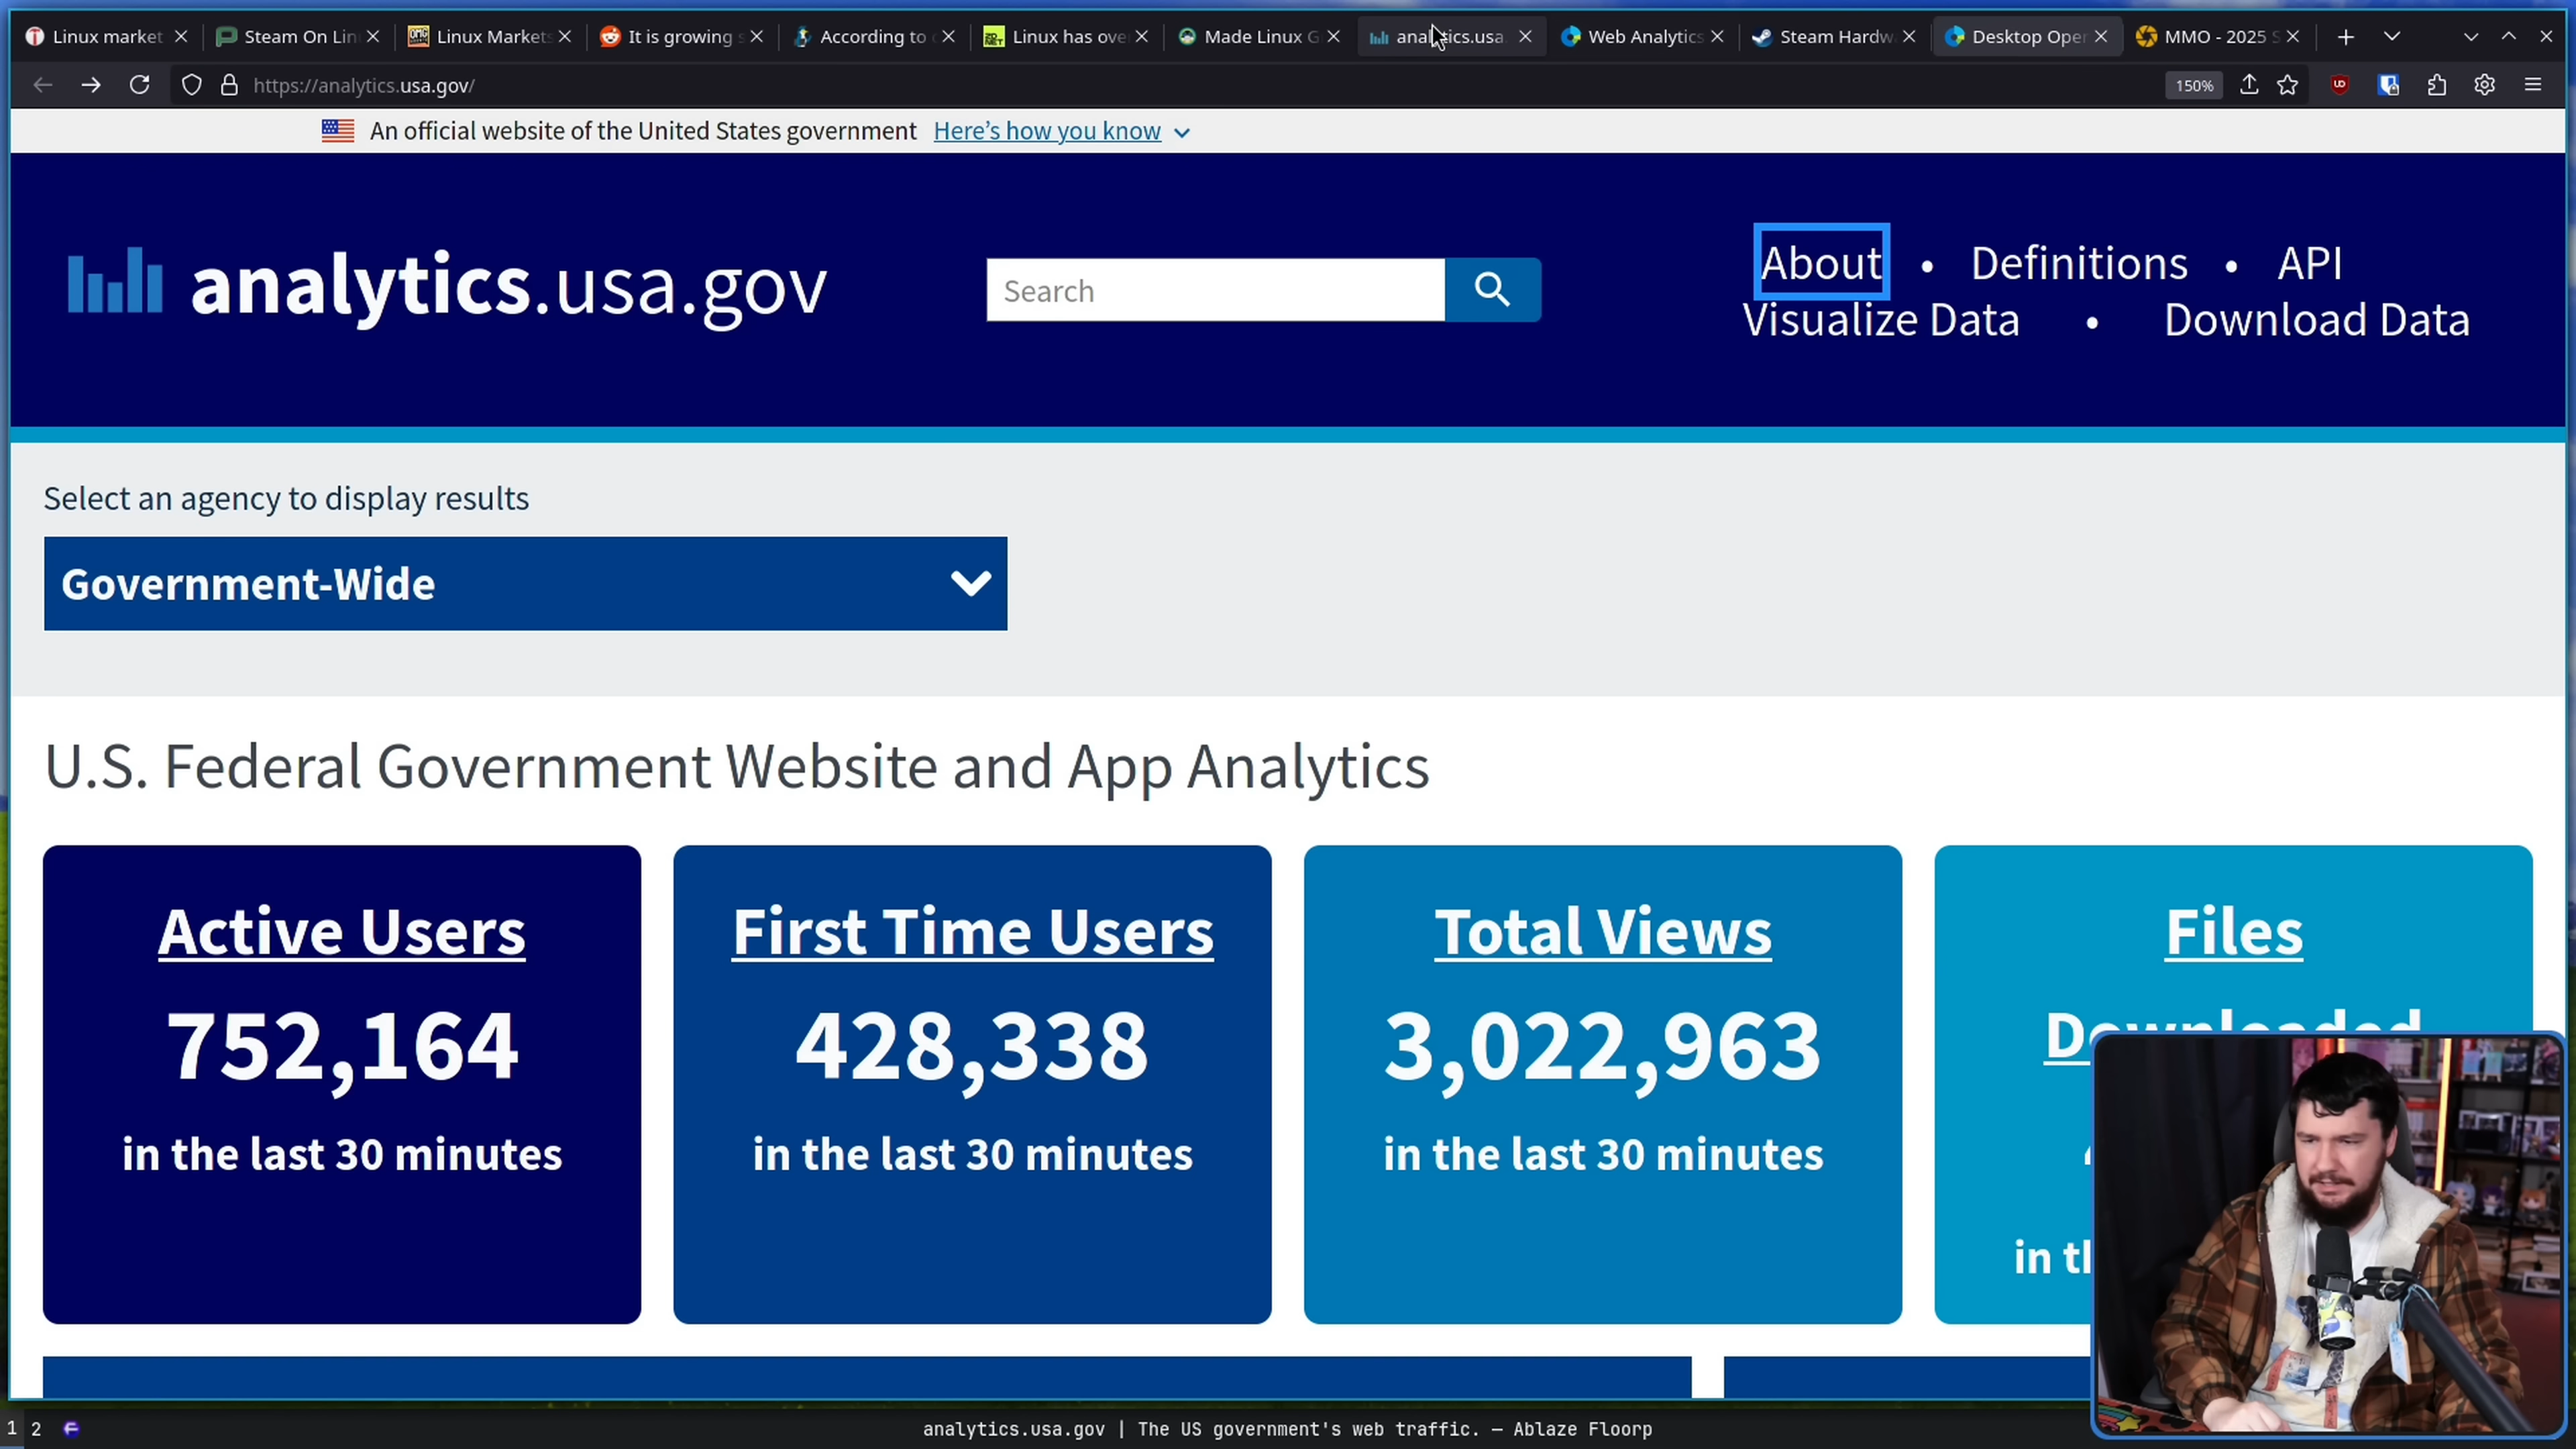 Linux market
Steam On Lin
Linux Markets
It is growing s
According to
Linux has ove
Made Linux G
analytics.usa
Web Analytics
Steam Hardw
Desktop Oper
MMO - 2025 S
https://analytics.usa.gov/
150%
An official website of the United States government Here's how you know
analytics.usa.gov
Search
About • Definitions • API
Visualize Data • Download Data
Select an agency to display results
Government-Wide
U.S. Federal Government Website and App Analytics
Active Users
752,164
in the last 30 minutes
First Time Users
428,338
in the last 30 minutes
Total Views
3,022,963
in the last 30 minutes
Files
Downloaded
in th
1 2
analytics.usa.gov | The US government's web traffic. — Ablaze Floorp